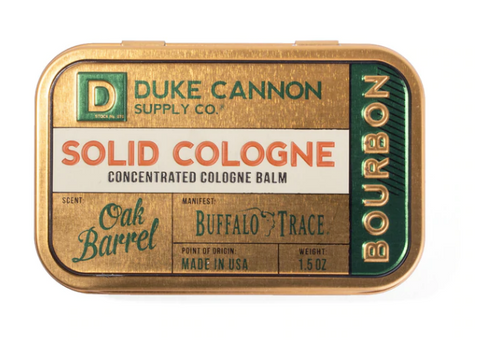 D
DUKE CANNON
SUPPLY CO.®
SOLID COLOGNE
CONCENTRATED COLOGNE BALM
SCENT:
Oak
Barrel
MANIFEST:
BUFFALO TRACE
POINT OF ORIGIN:
MADE IN USA
WEIGHT:
1.5 OZ
BOURBON